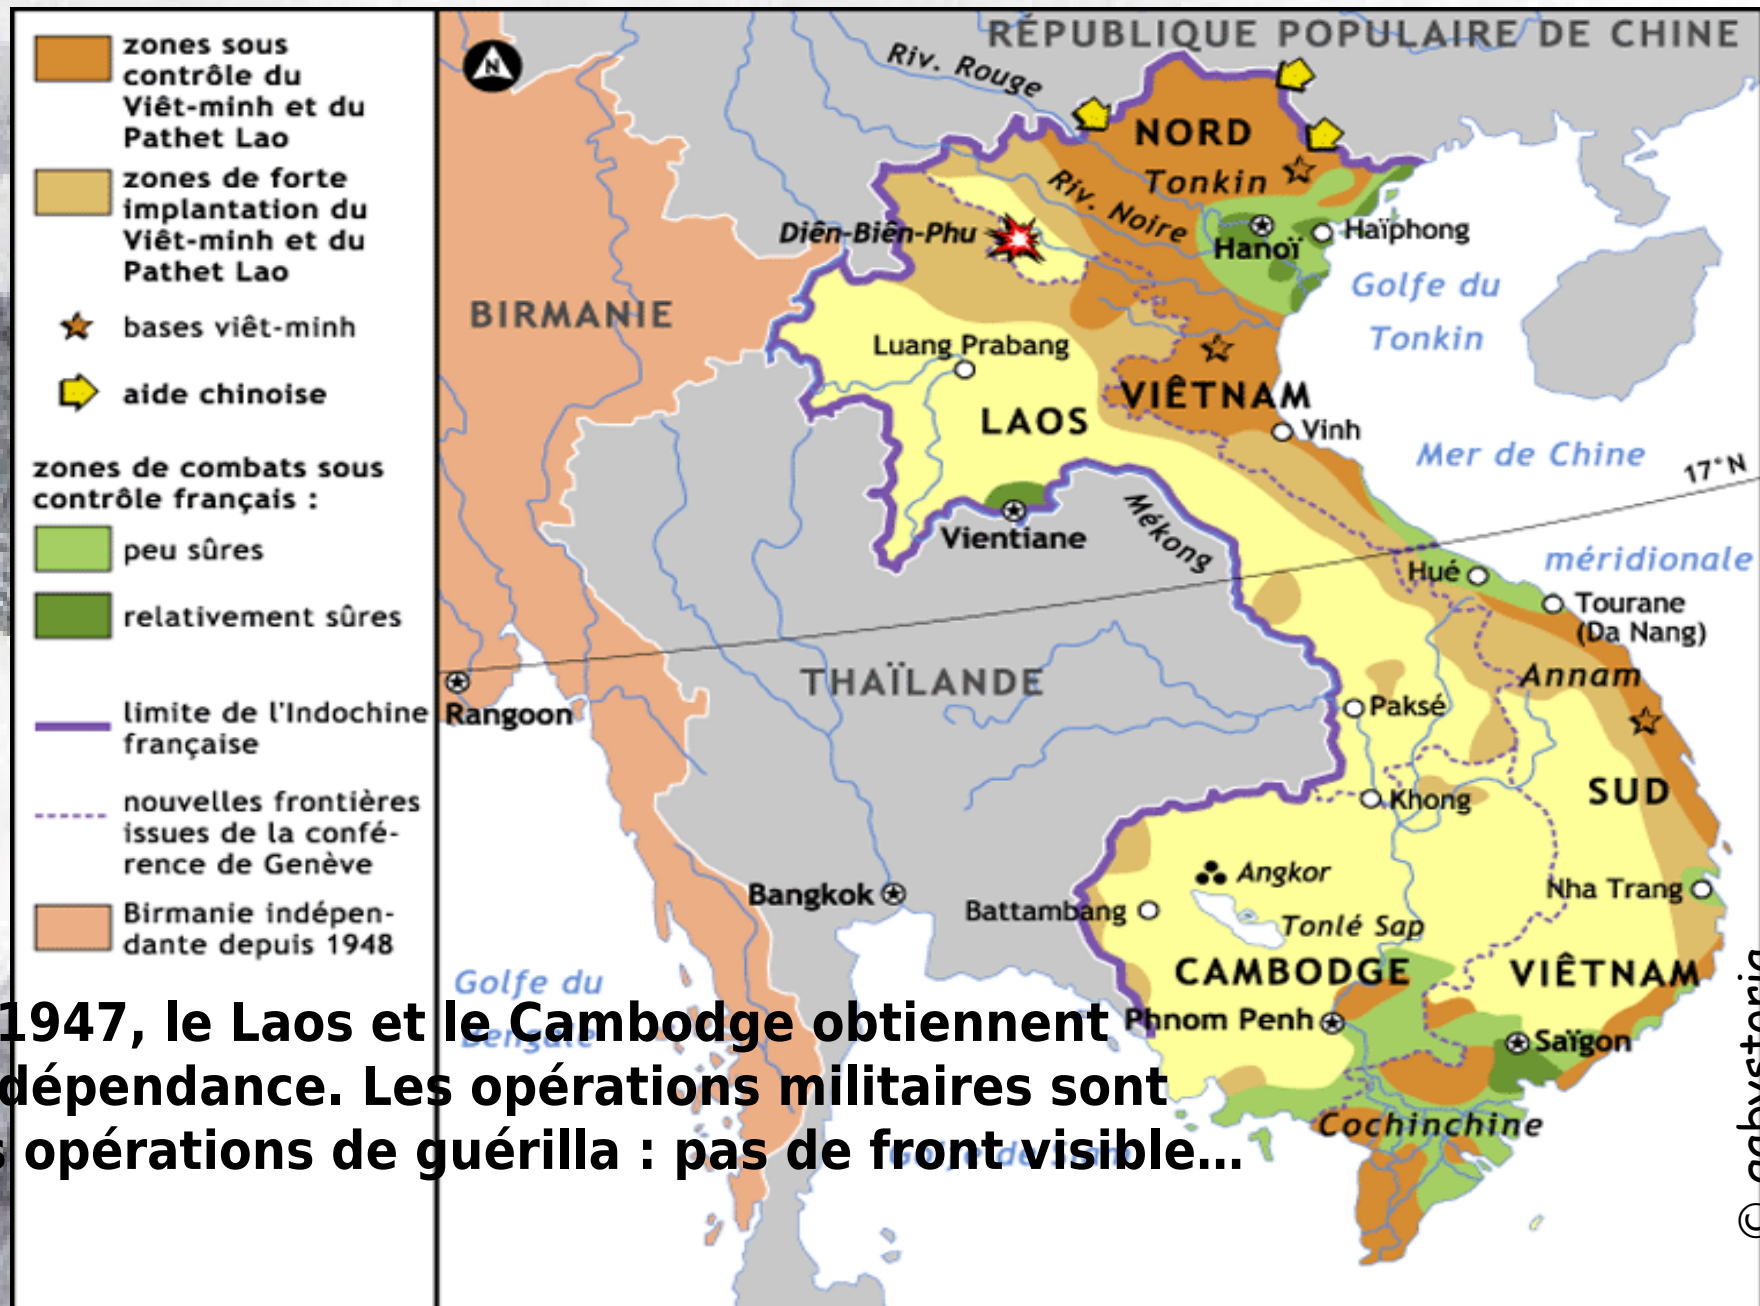 zones sous
contrôle du
Viêt-minh et du
Pathet Lao
zones de forte
implantation du
Viêt-minh et du
Pathet Lao
bases viêt-minh
aide chinoise
zones de combats sous
contrôle français :
peu sûres
relativement sûres
limite de l'Indochine
française
nouvelles frontières
issues de la confé-
rence de Genève
Birmanie indépen-
dante depuis 1948
N
RÉPUBLIQUE POPULAIRE DE CHINE
Riv. Rouge
NORD
Tonkin
Riv. Noire
Diên-Biên-Phu
Hanoï
Haïphong
Golfe du
Tonkin
BIRMANIE
Luang Prabang
LAOS
VIÊTNAM
Vinh
Mer de Chine
17°N
Vientiane
Mékong
Hué
méridionale
Tourane
(Da Nang)
THAÏLANDE
Annam
Rangoon
Paksé
SUD
Khong
Angkor
Bangkok
Battambang
Nha Trang
Tonlé Sap
CAMBODGE
VIÊTNAM
Golfe du
Bengale
Phnom Penh
Saïgon
Cochinchine
Golfe de Siam
1947, le Laos et le Cambodge obtiennent
dépendance. Les opérations militaires sont
s opérations de guérilla : pas de front visible...